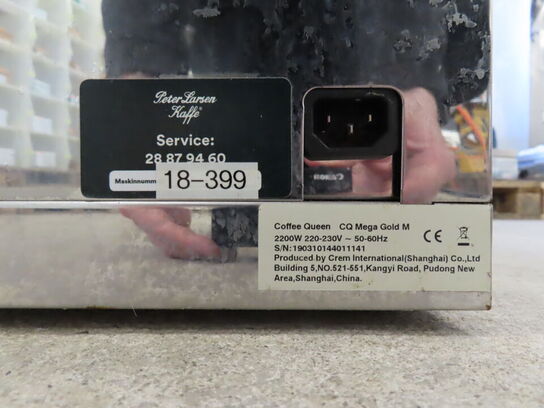 Peter Larsen
Kaffe
Service:
28 87 94 60
Maskinnumm 18-399
Coffee Queen CQ Mega Gold M
2200W 220-230V ~ 50-60Hz
S/N:190310144011141
Produced by Crem International(Shanghai) Co.,Ltd
Building 5,NO.521-551,Kangyi Road, Pudong New
Area,Shanghai,China.
CE